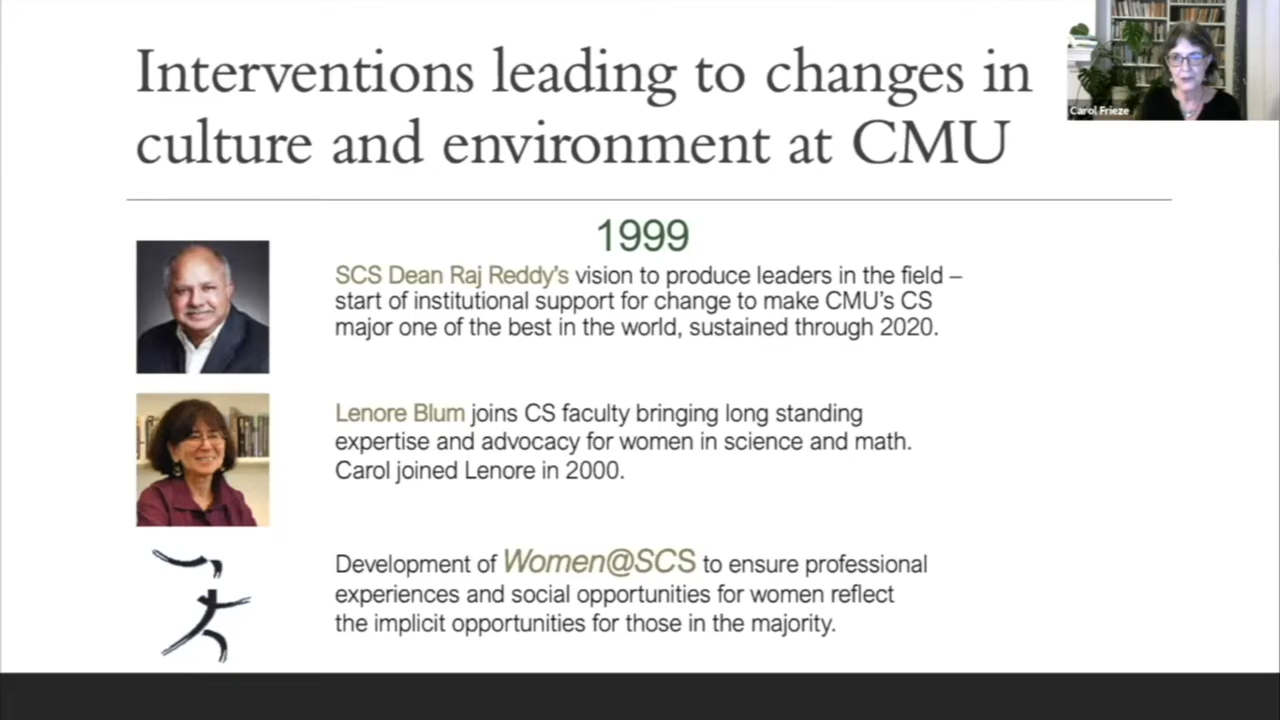 Interventions leading to changes in
culture and environment at CMU
Carol Frieze
1999
SCS Dean Raj Reddy's vision to produce leaders in the field –
start of institutional support for change to make CMU's CS
major one of the best in the world, sustained through 2020.
Lenore Blum joins CS faculty bringing long standing
expertise and advocacy for women in science and math.
Carol joined Lenore in 2000.
Development of Women@SCS to ensure professional
experiences and social opportunities for women reflect
the implicit opportunities for those in the majority.